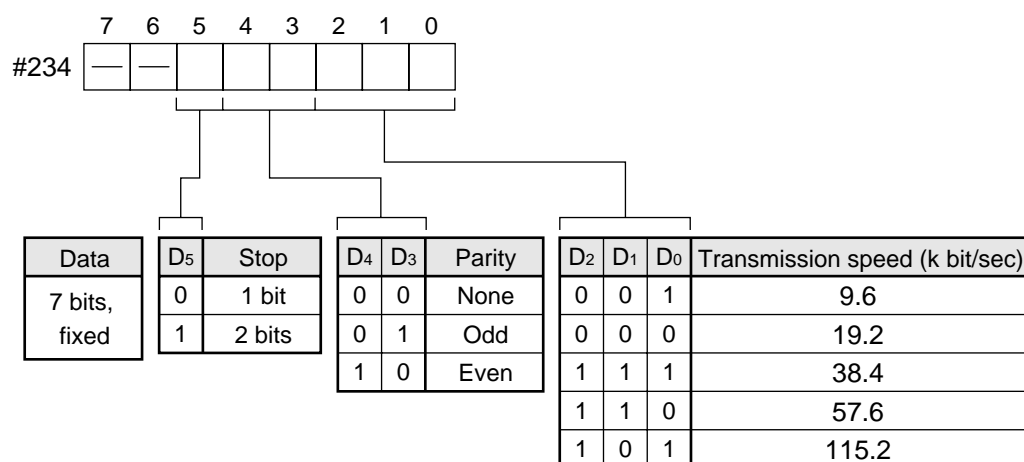 7 6 5 4 3 2 1 0
#234 — —
Data
7 bits,
fixed
D5 Stop
0 1 bit
1 2 bits
D4 D3 Parity
0 0 None
0 1 Odd
1 0 Even
D2 D1 D0 Transmission speed (k bit/sec)
0 0 1 9.6
0 0 0 19.2
1 1 1 38.4
1 1 0 57.6
1 0 1 115.2